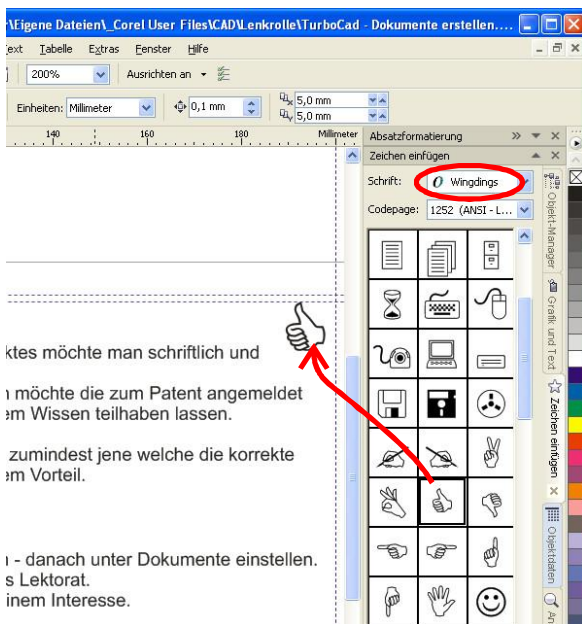 r\Eigene Dateien\_Corel User Files\CAD\Lenkrolle\TurboCad - Dokumente erstellen....
Text Tabelle Extras Fenster Hilfe
200% Ausrichten an
Einheiten: Millimeter 0,1 mm 5,0 mm
5,0 mm
140 160 180 Millimeter
Absatzformatierung
Zeichen einfügen
Schrift: O Wingdings
Codepage: 1252 (ANSI - L...
ktes möchte man schriftlich und
n möchte die zum Patent angemeldet
em Wissen teilhaben lassen.
zumindest jene welche die korrekte
em Vorteil.
- danach unter Dokumente einstellen.
s Lektorat.
inem Interesse.
Objekt-Manager
Grafik und Text
Zeichen einfügen
Objektdaten
An